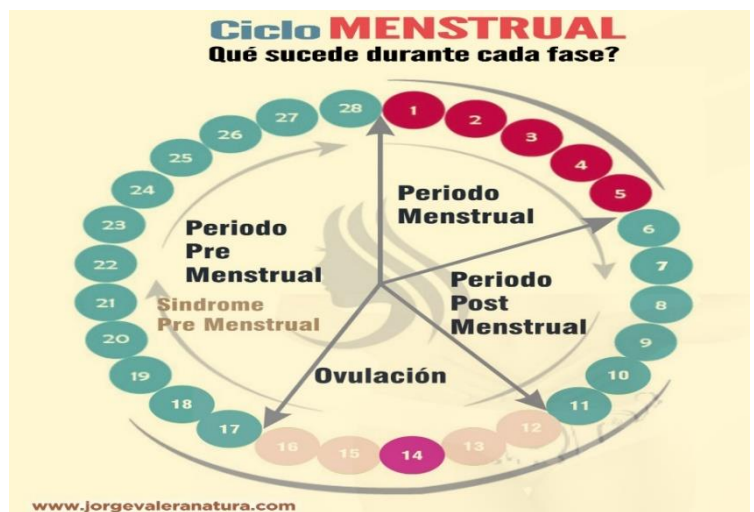 Ciclo MENSTRUAL
Qué sucede durante cada fase?
28
1
2
3
4
5
6
7
8
9
10
11
12
13
14
15
16
17
18
19
20
21
22
23
24
25
26
27
Periodo
Menstrual
Periodo
Post
Menstrual
Ovulación
Periodo
Pre
Menstrual
Sindrome
Pre Menstrual
www.jorgevaleranatura.com